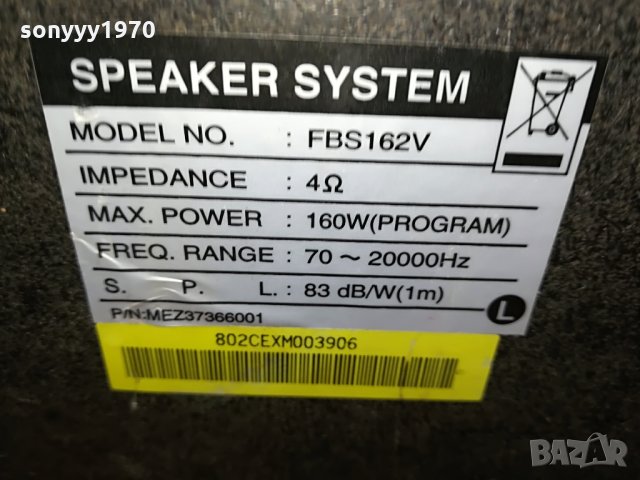 sonyyy1970
SPEAKER SYSTEM
MODEL NO. : FBS162V
IMPEDANCE : 4Ω
MAX. POWER : 160W(PROGRAM)
FREQ. RANGE : 70 ~ 20000Hz
S. P. L. : 83 dB/W(1m)
P/N:MEZ37366001
L
802CEXM003906
BAZAR